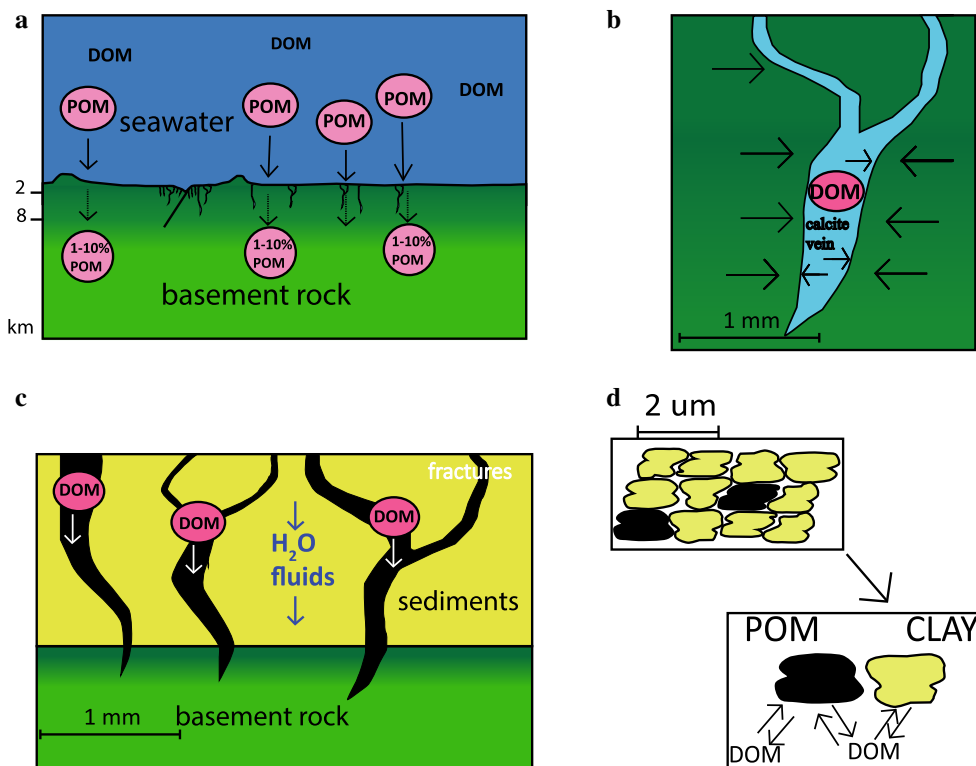 a
DOM
DOM
DOM
POM
POM
POM
POM
seawater
2
8
1-10%
POM
1-10%
POM
1-10%
POM
basement rock
km
b
DOM
calcite
vein
1 mm
c
fractures
DOM
DOM
DOM
H₂O
fluids
sediments
basement rock
1 mm
d
2 um
POM CLAY
DOM DOM